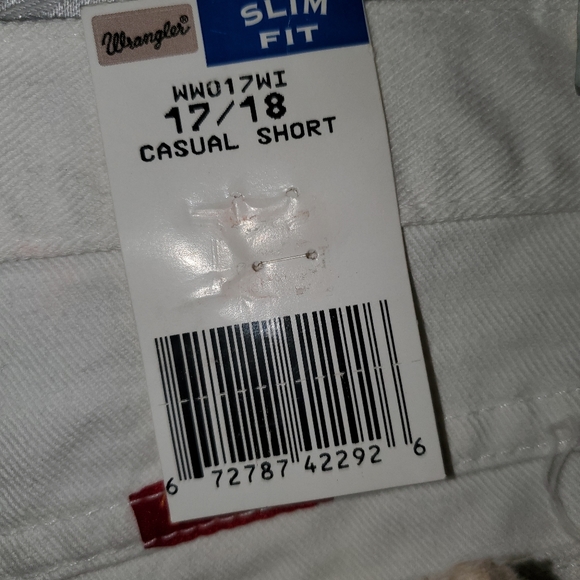 Wrangler®
SLIM
FIT
WW017WI
17/18
CASUAL SHORT
6 72787 42292 6